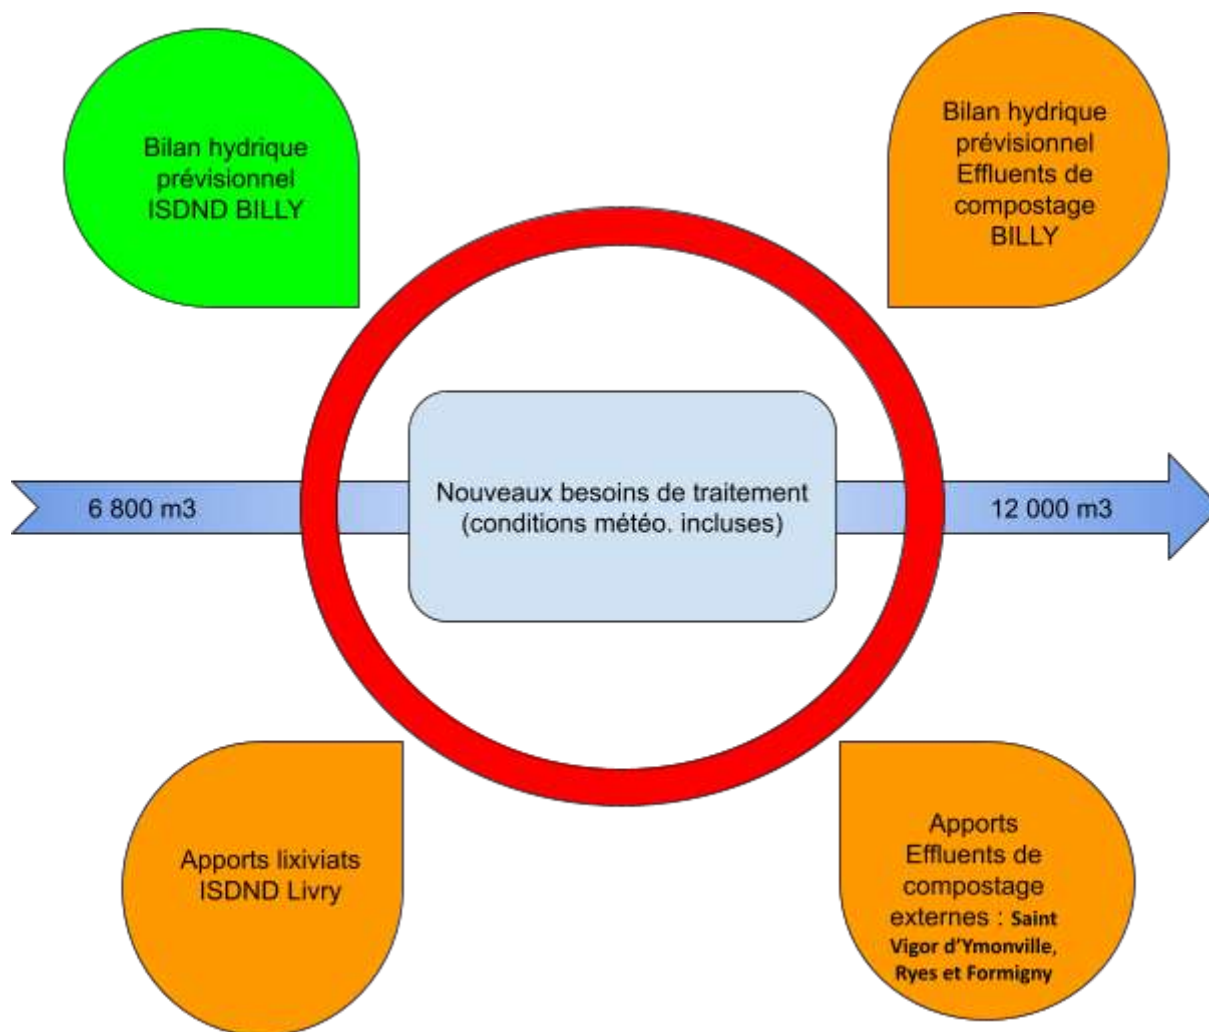 Bilan hydrique
prévisionnel
ISDND BILLY
Bilan hydrique
prévisionnel
Effluents de
compostage
BILLY
6 800 m3
Nouveaux besoins de traitement
(conditions météo. incluses)
12 000 m3
Apports lixiviats
ISDND Livry
Apports
Effluents de
compostage
externes : Saint
Vigor d'Ymonville,
Ryes et Formigny